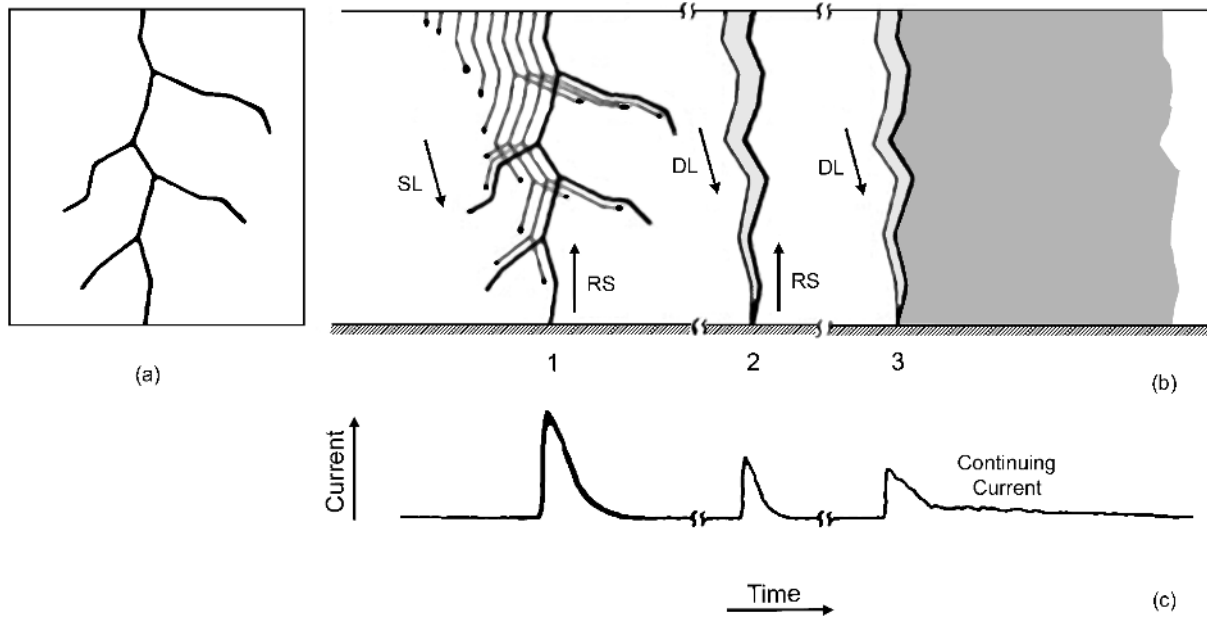 SL
RS
DL
RS
DL
1
2
3
(a)
(b)
Current
Continuing
Current
Time
(c)